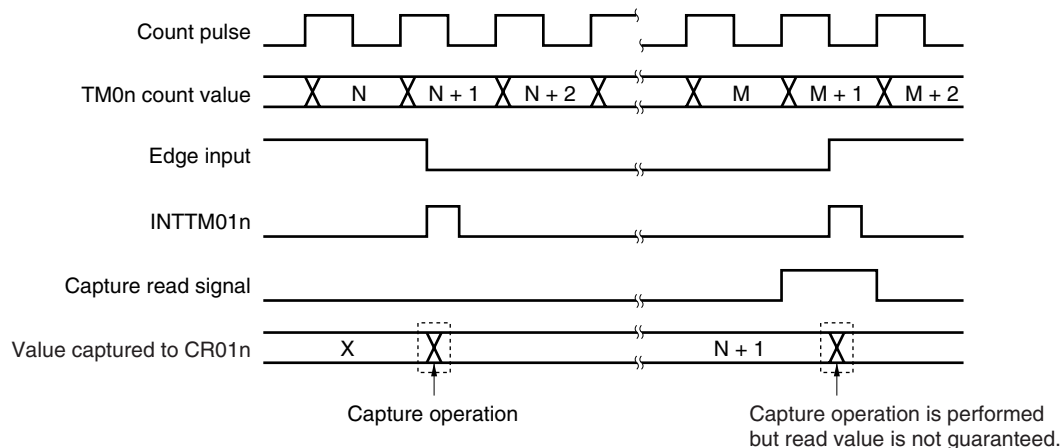 Count pulse
TM0n count value
N N + 1 N + 2 M M + 1 M + 2
Edge input
INTTM01n
Capture read signal
Value captured to CR01n
X N + 1
Capture operation
Capture operation is performed
but read value is not guaranteed.